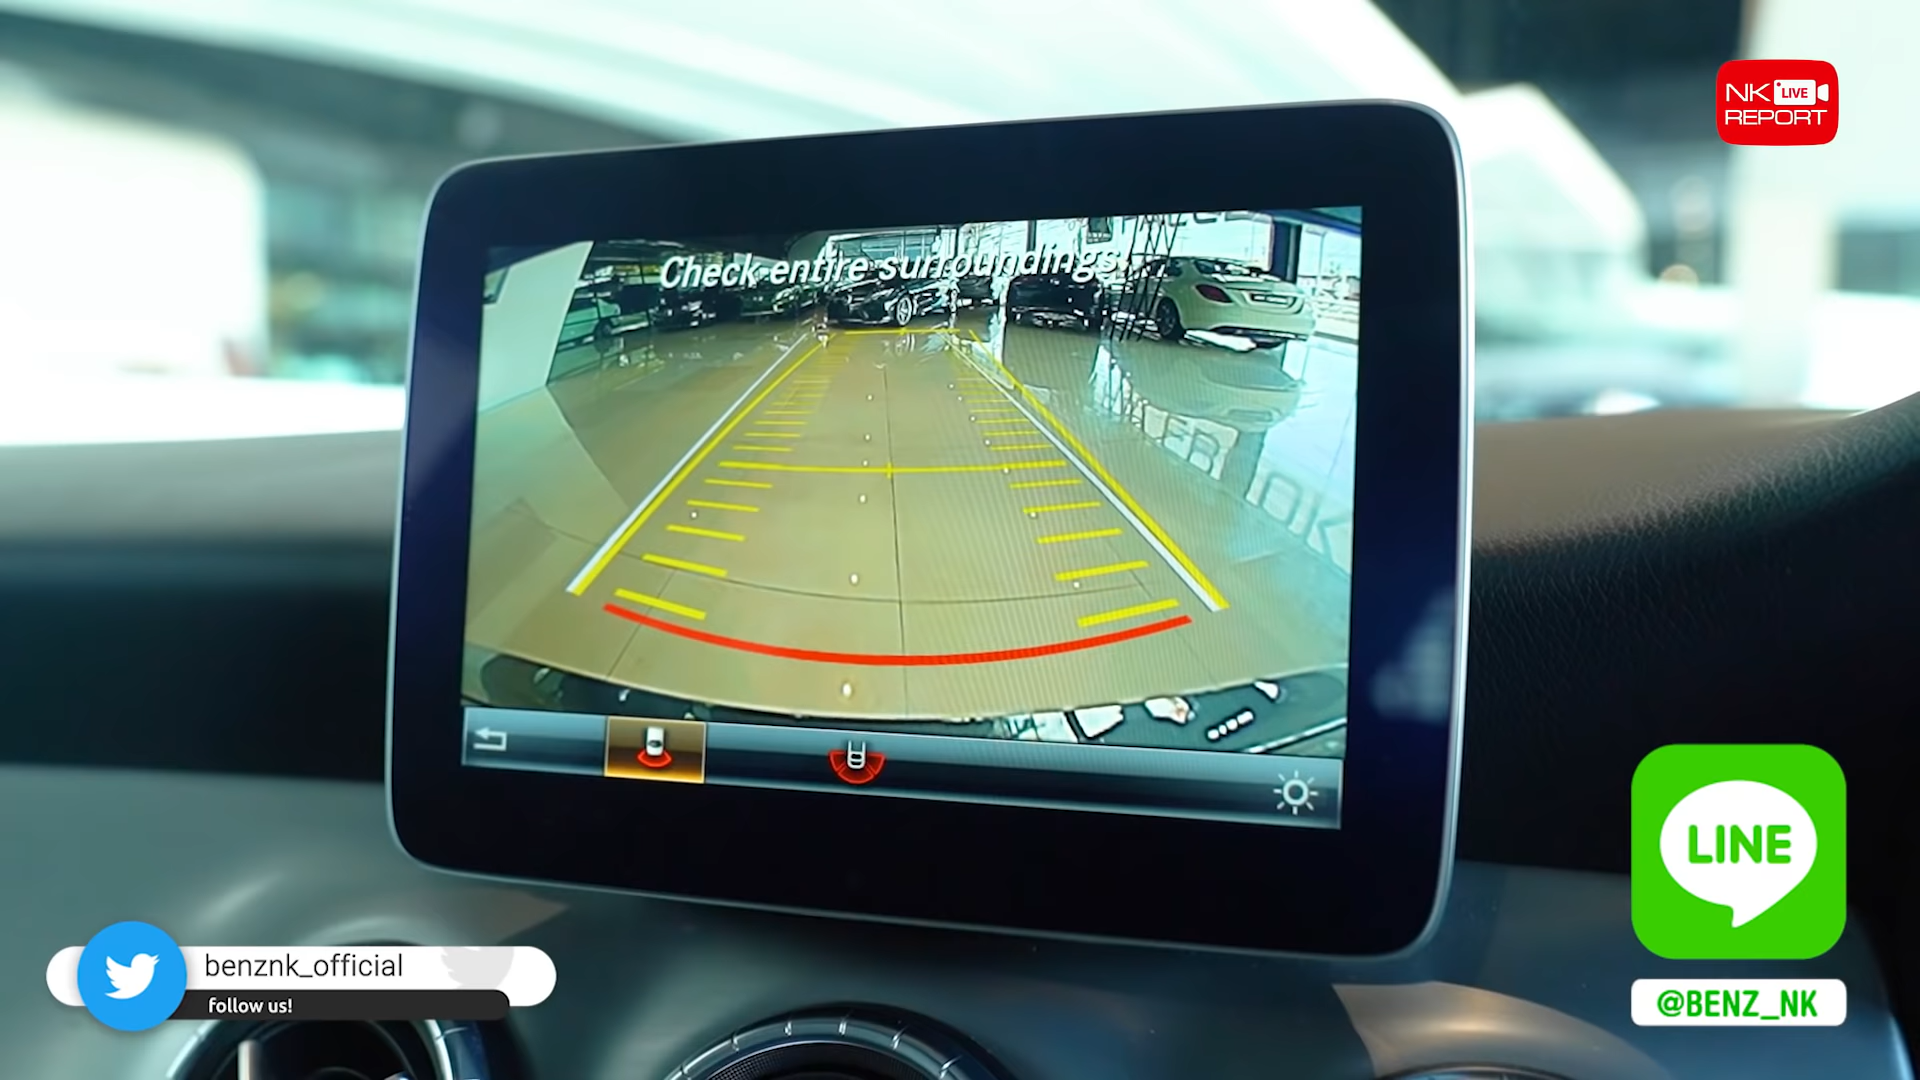 NK LIVE
REPORT
Check entire surroundings!
LINE
@BENZ_NK
benznk_official
follow us!